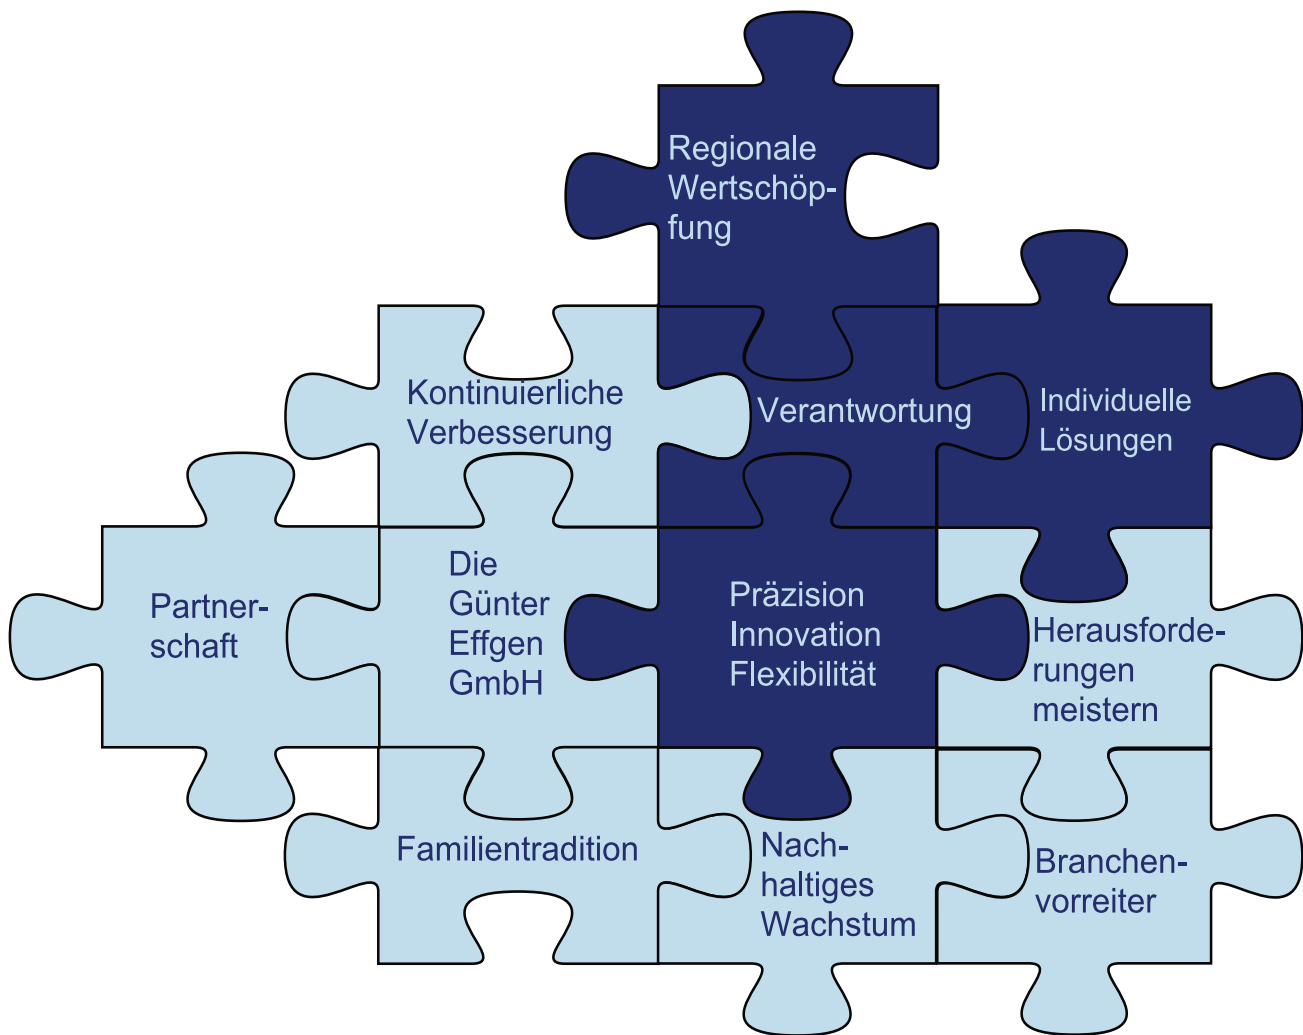 Regionale
Wertschöp-
fung
Kontinuierliche
Verbesserung
Verantwortung
Individuelle
Lösungen
Partner-
schaft
Die
Günter
Effgen
GmbH
Präzision
Innovation
Flexibilität
Herausforde-
rungen
meistern
Familientradition
Nach-
haltiges
Wachstum
Branchen-
vorreiter